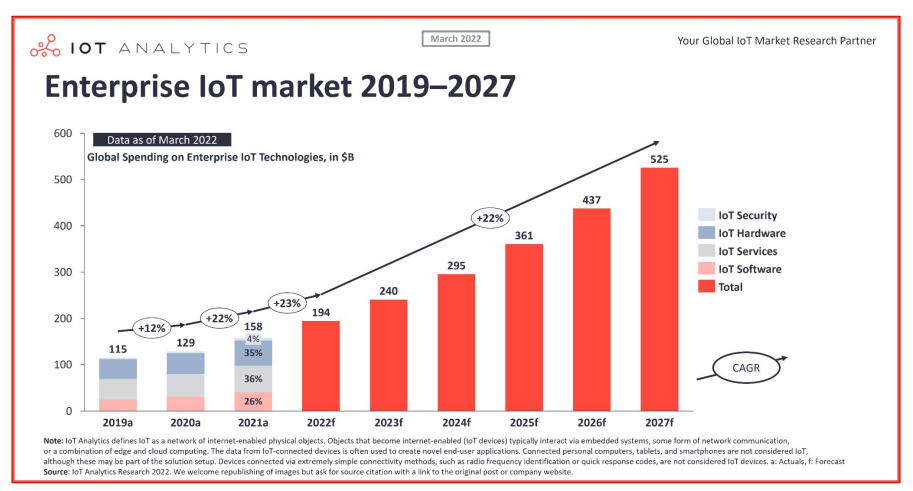 IOT ANALYTICS
March 2022
Your Global IoT Market Research Partner
Enterprise IoT market 2019–2027
Data as of March 2022
Global Spending on Enterprise IoT Technologies, in $B
600
500
400
300
200
100
0
+12%
+22%
+23%
+22%
115
129
158
4%
35%
36%
26%
194
240
295
361
437
525
2019a 2020a 2021a 2022f 2023f 2024f 2025f 2026f 2027f
IoT Security
IoT Hardware
IoT Services
IoT Software
Total
CAGR
Note: IoT Analytics defines IoT as a network of internet-enabled physical objects. Objects that become internet-enabled (IoT devices) typically interact via embedded systems, some form of network communication,
or a combination of edge and cloud computing. The data from IoT-connected devices is often used to create novel end-user applications. Connected personal computers, tablets, and smartphones are not considered IoT,
although these may be part of the solution setup. Devices connected via extremely simple connectivity methods, such as radio frequency identification or quick response codes, are not considered IoT devices. a: Actuals, f: Forecast
Source: IoT Analytics Research 2022. We welcome republishing of images but ask for source citation with a link to the original post or company website.